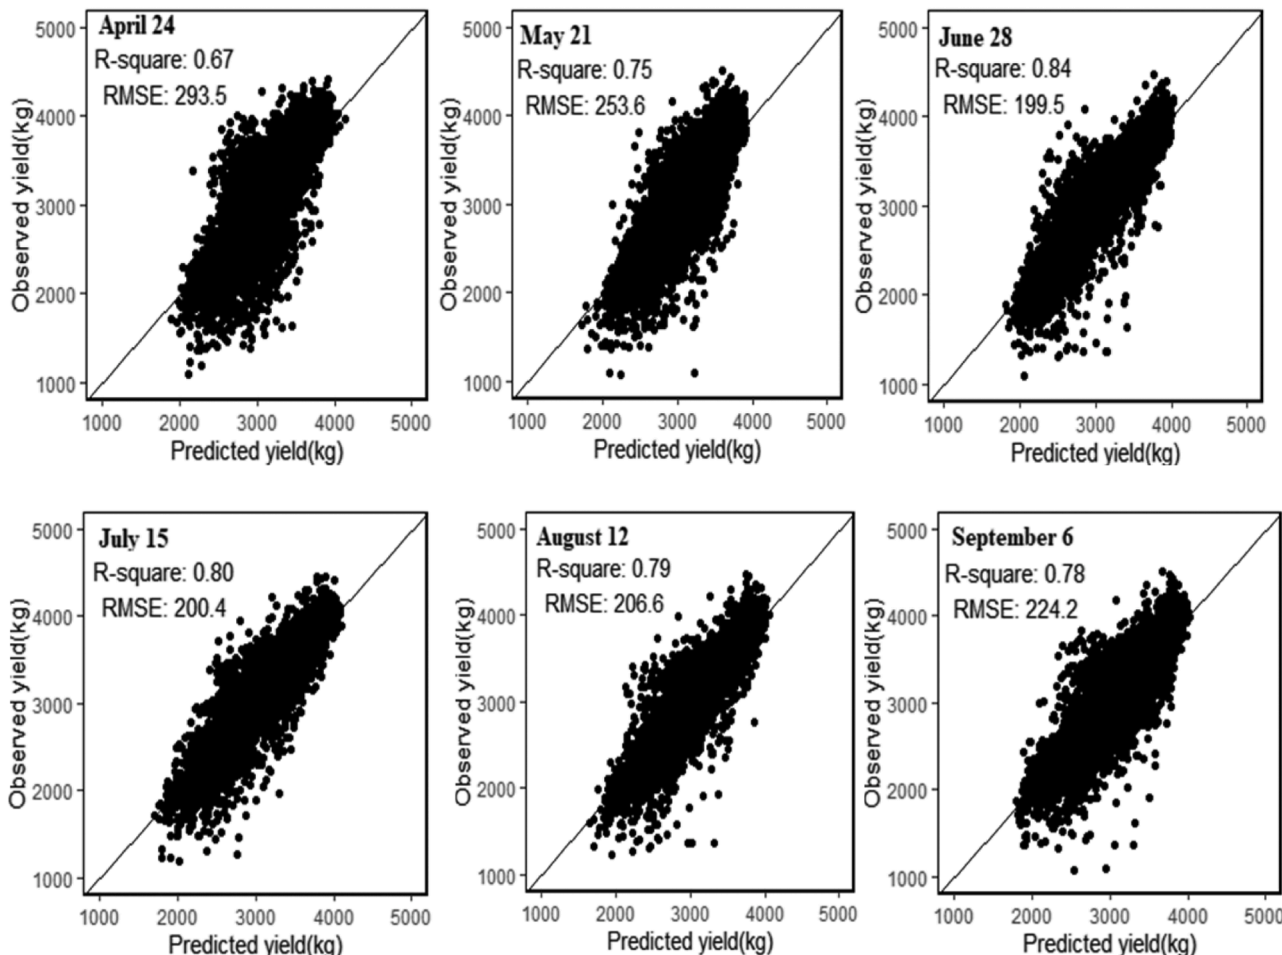 April 24
R-square: 0.67
RMSE: 293.5
Observed yield(kg)
5000
4000
3000
2000
1000
1000 2000 3000 4000 5000
Predicted yield(kg)
May 21
R-square: 0.75
RMSE: 253.6
Observed yield(kg)
5000
4000
3000
2000
1000
1000 2000 3000 4000 5000
Predicted yield(kg)
June 28
R-square: 0.84
RMSE: 199.5
Observed yield(kg)
5000
4000
3000
2000
1000
1000 2000 3000 4000 5000
Predicted yield(kg)
July 15
R-square: 0.80
RMSE: 200.4
Observed yield(kg)
5000
4000
3000
2000
1000
1000 2000 3000 4000 5000
Predicted yield(kg)
August 12
R-square: 0.79
RMSE: 206.6
Observed yield(kg)
5000
4000
3000
2000
1000
1000 2000 3000 4000 5000
Predicted yield(kg)
September 6
R-square: 0.78
RMSE: 224.2
Observed yield(kg)
5000
4000
3000
2000
1000
1000 2000 3000 4000 5000
Predicted yield(kg)